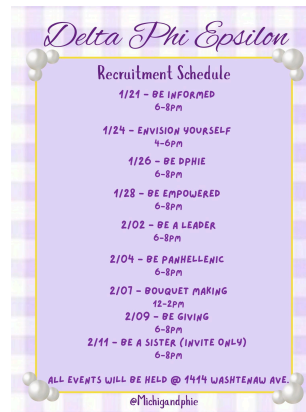 Delta Phi Epsilon
Recruitment Schedule
1/21 - BE INFORMED
6-8PM
1/24 - ENVISION YOURSELF
4-6PM
1/26 - BE DPHIE
6-8PM
1/28 - BE EMPOWERED
6-8PM
2/02 - BE A LEADER
6-8PM
2/04 - BE PANHELLENIC
6-8PM
2/07 - BOUQUET MAKING
12-2PM
2/09 - BE GIVING
6-8PM
2/11 - BE A SISTER (INVITE ONLY)
6-8PM
ALL EVENTS WILL BE HELD @ 1414 WASHTENAW AVE.
@Michigandphie